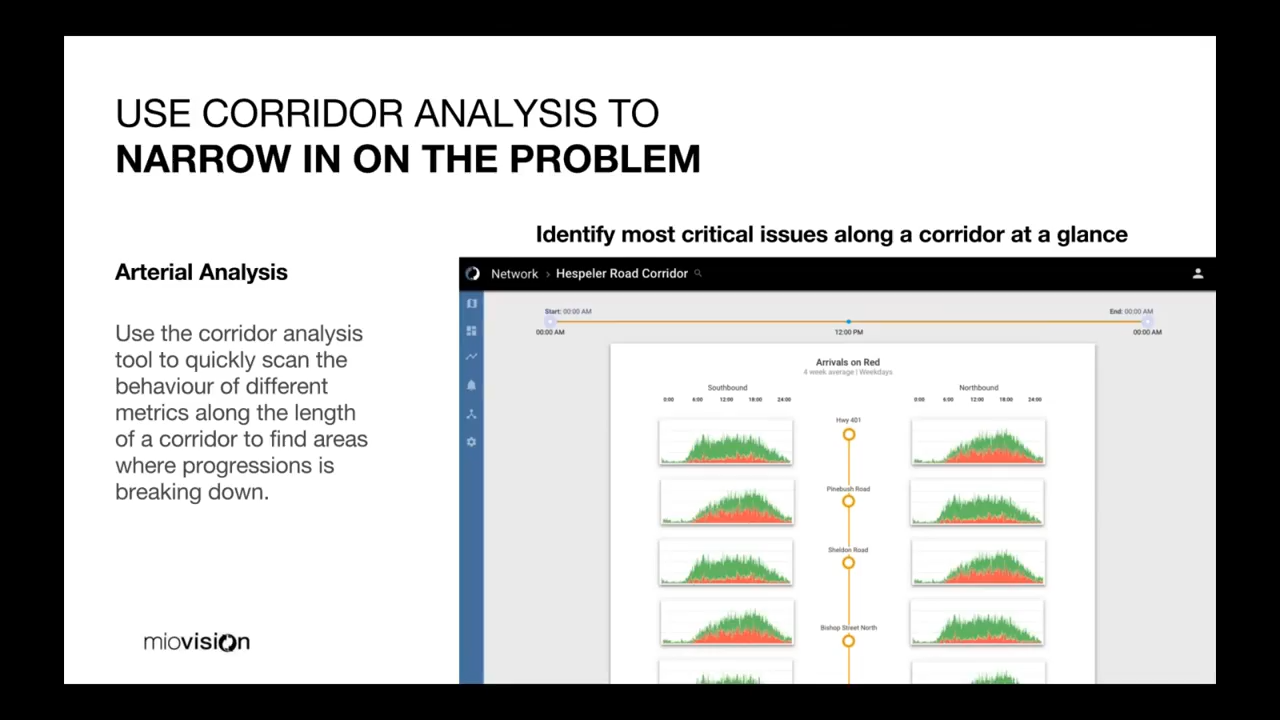 USE CORRIDOR ANALYSIS TO
NARROW IN ON THE PROBLEM
Identify most critical issues along a corridor at a glance
Arterial Analysis
Use the corridor analysis
tool to quickly scan the
behaviour of different
metrics along the length
of a corridor to find areas
where progressions is
breaking down.
miovision
Network › Hespeler Road Corridor
Start: 00:00 AM End: 00:00 AM
00:00 AM 12:00 PM 00:00 AM
Arrivals on Red
4 week average | Weekdays
Southbound Northbound
0:00 6:00 12:00 18:00 24:00 0:00 6:00 12:00 18:00 24:00
Hwy 401
Pinebush Road
Sheldon Road
Bishop Street North